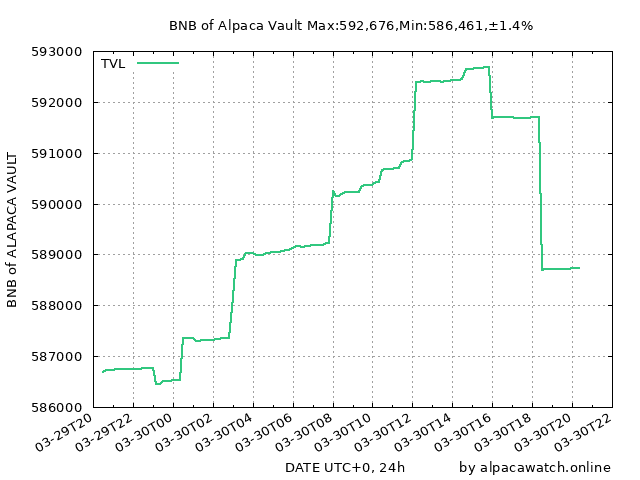 BNB of Alpaca Vault Max:592,676,Min:586,461,±1.4%
TVL
593000
592000
591000
590000
589000
588000
587000
586000
BNB of ALAPACA VAULT
03-29T20
03-29T22
03-30T00
03-30T02
03-30T04
03-30T06
03-30T08
03-30T10
03-30T12
03-30T14
03-30T16
03-30T18
03-30T20
03-30T22
DATE UTC+0, 24h
by alpacawatch.online